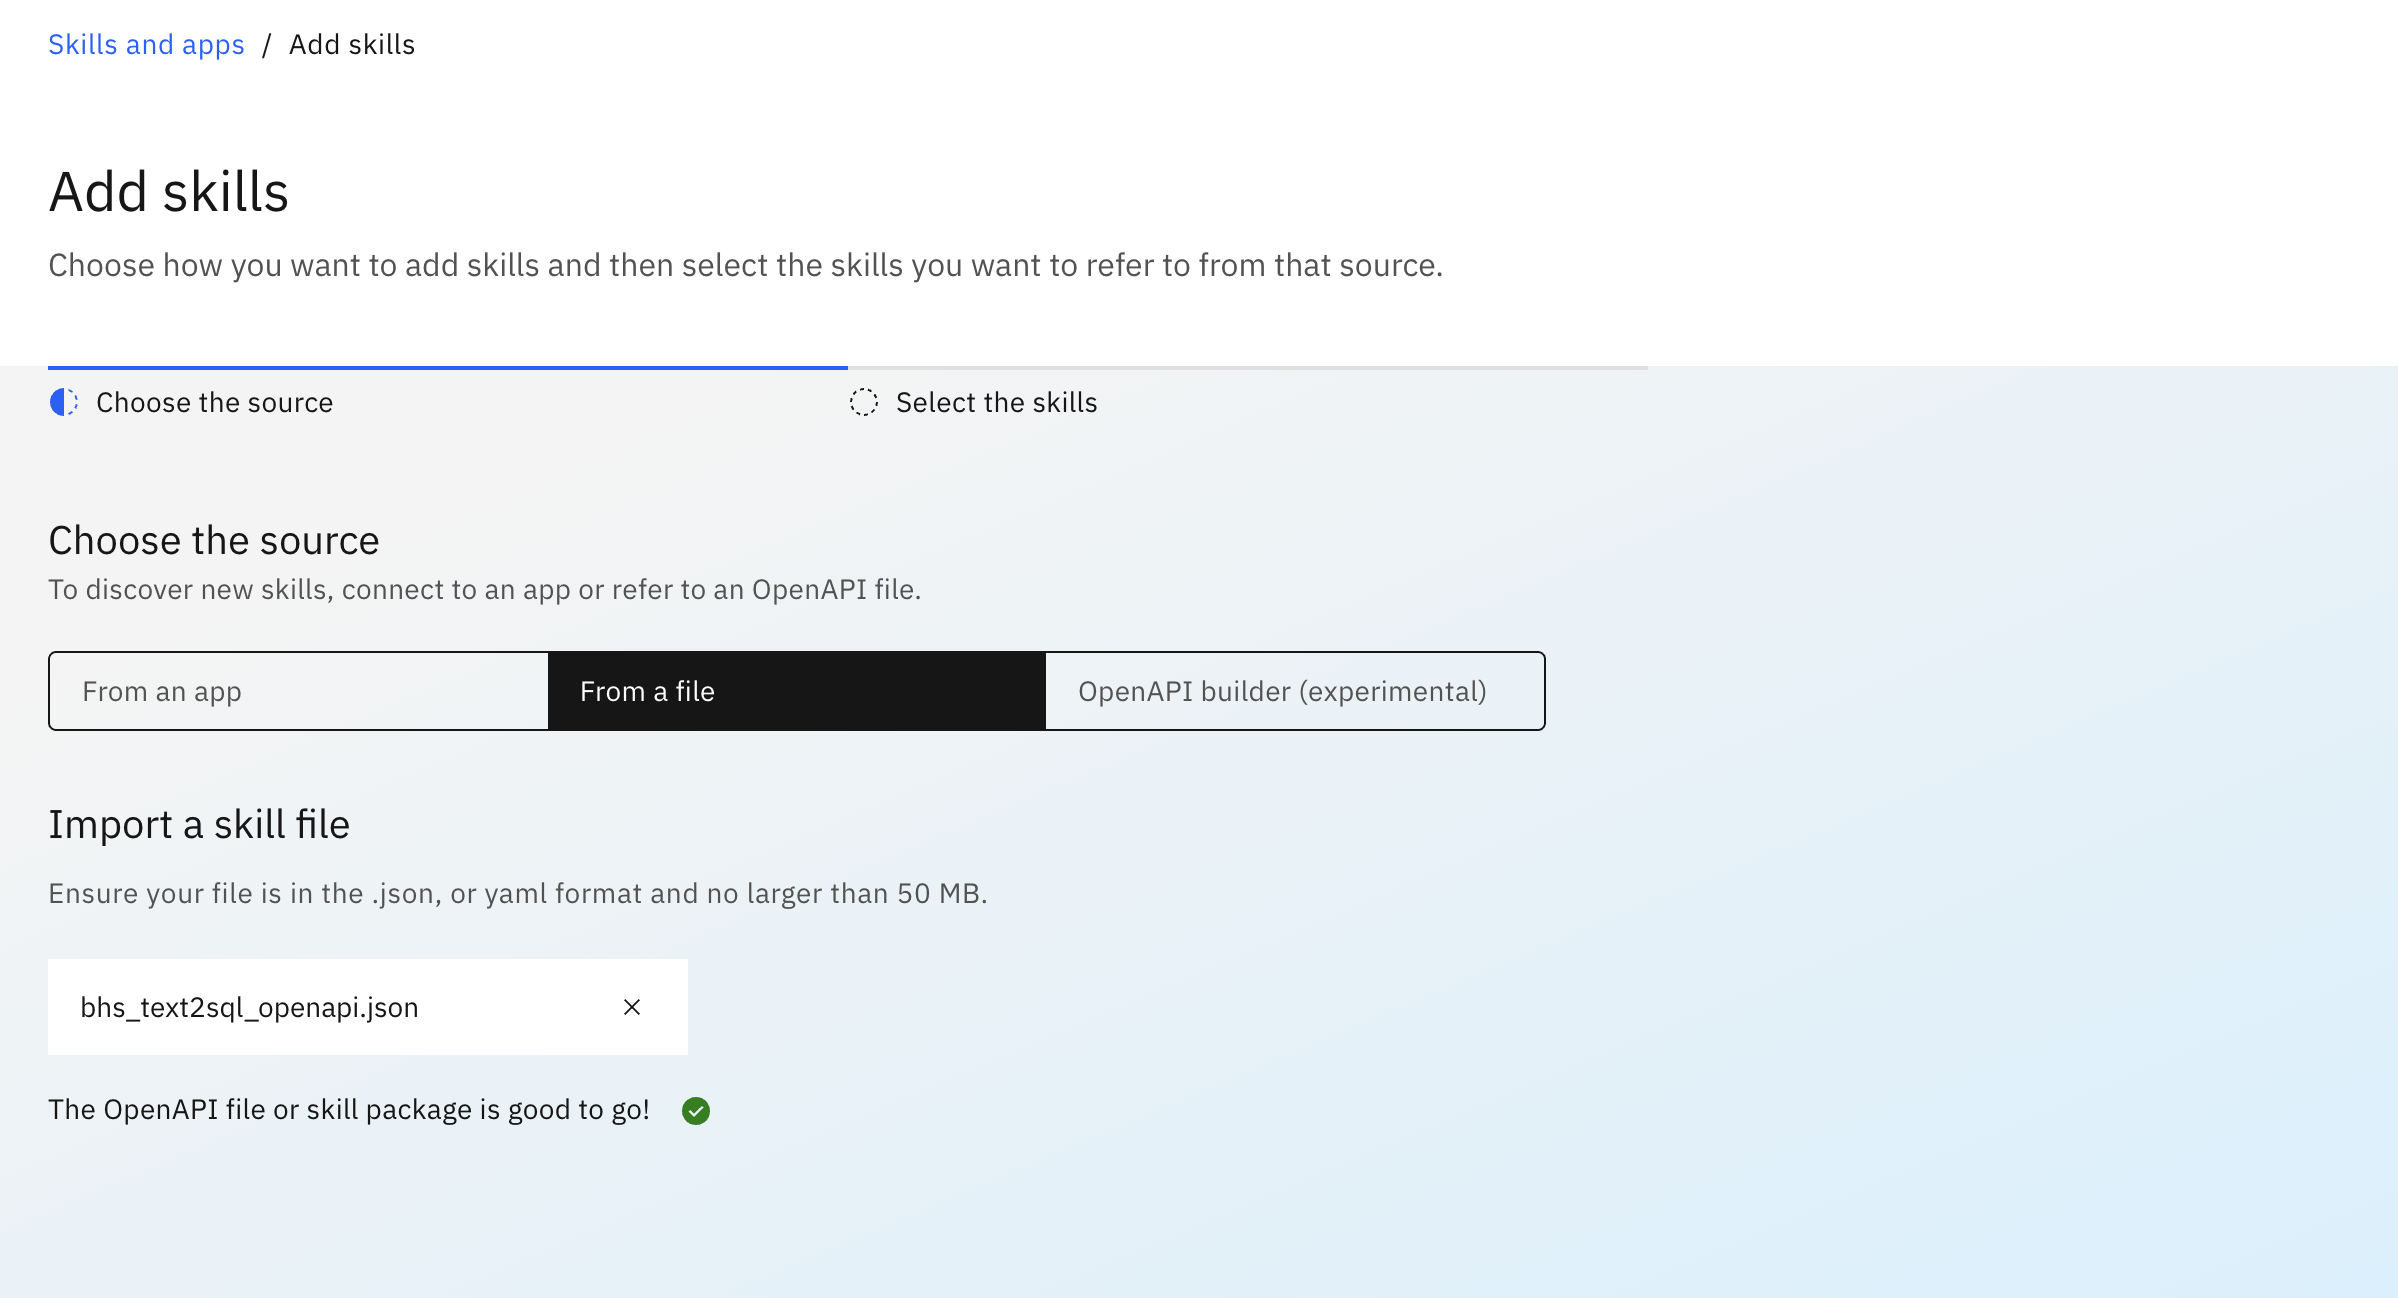 Skills and apps / Add skills
Add skills
Choose how you want to add skills and then select the skills you want to refer to from that source.
Choose the source
Select the skills
Choose the source
To discover new skills, connect to an app or refer to an OpenAPI file.
From an app
From a file
OpenAPI builder (experimental)
Import a skill file
Ensure your file is in the .json, or yaml format and no larger than 50 MB.
bhs_text2sql_openapi.json
The OpenAPI file or skill package is good to go!